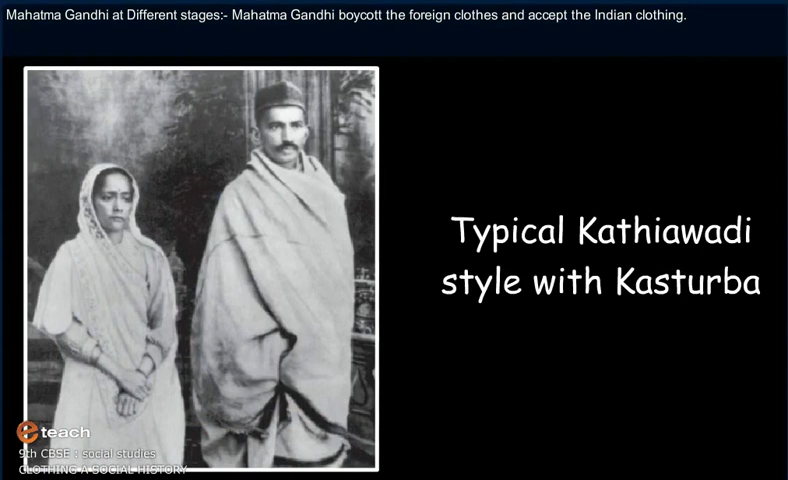 Mahatma Gandhi at Different stages:- Mahatma Gandhi boycott the foreign clothes and accept the Indian clothing.
Typical Kathiawadi
style with Kasturba
e teach
9th CBSE : social studies
CLOTHING A SOCIAL HISTORY